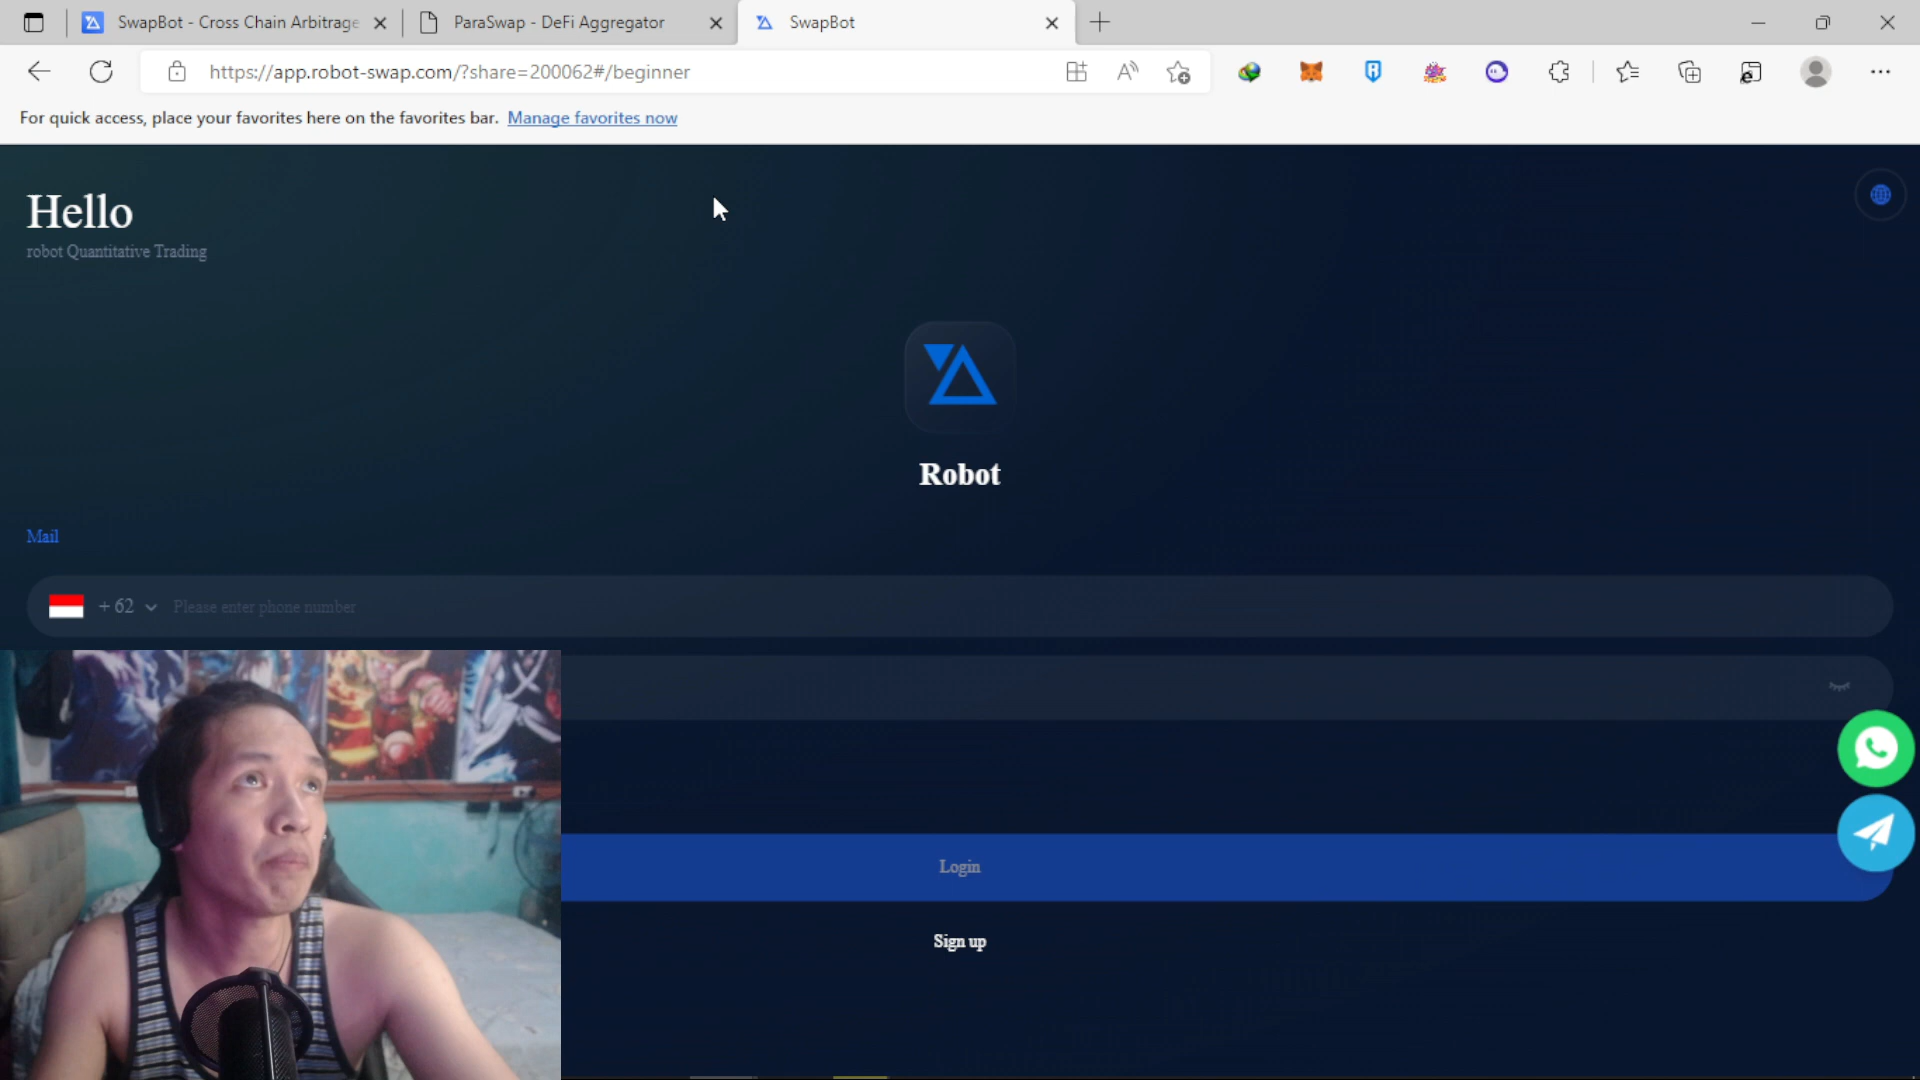 SwapBot - Cross Chain Arbitrage
ParaSwap - DeFi Aggregator
SwapBot
https://app.robot-swap.com/?share=200062#/beginner
For quick access, place your favorites here on the favorites bar. Manage favorites now
Hello
robot Quantitative Trading
Robot
Mail
+ 62 Please enter phone number
Login
Sign up